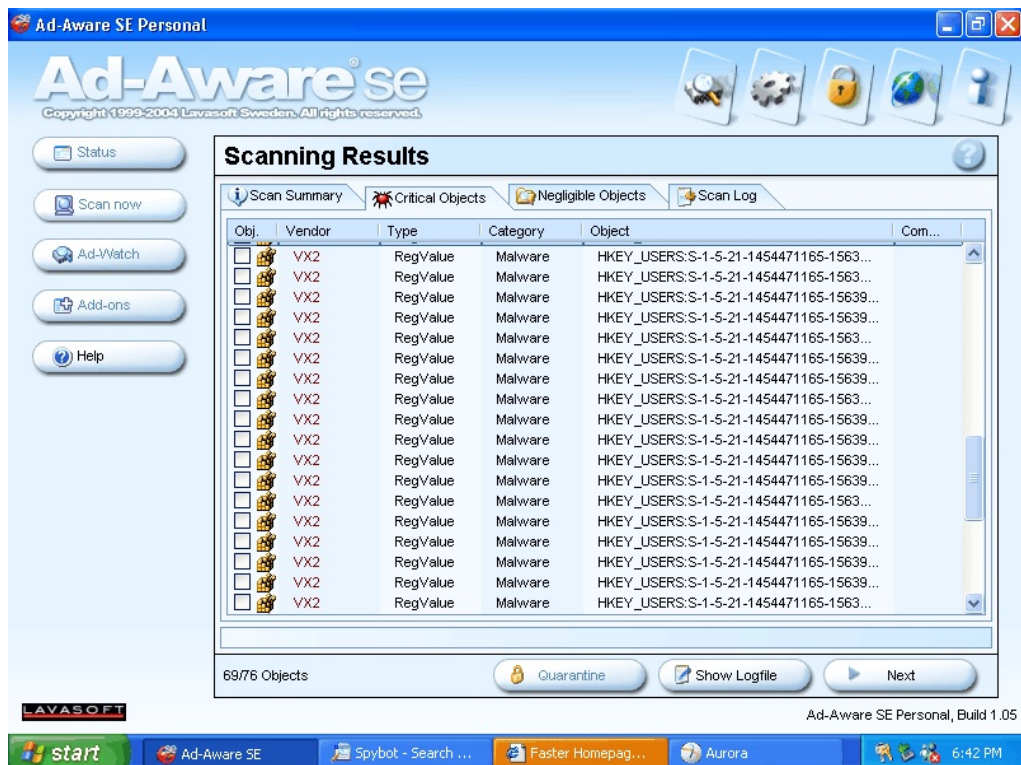 Ad-Aware SE Personal
Ad-Aware SE
Copyright 1999-2004 Lavasoft Sweden. All rights reserved.
Status
Scan now
Ad-Watch
Add-ons
Help
Scanning Results
Scan Summary Critical Objects Negligible Objects Scan Log
Obj. Vendor Type Category Object Com...
VX2 RegValue Malware HKEY_USERS:S-1-5-21-1454471165-1563...
VX2 RegValue Malware HKEY_USERS:S-1-5-21-1454471165-1563...
VX2 RegValue Malware HKEY_USERS:S-1-5-21-1454471165-15639...
VX2 RegValue Malware HKEY_USERS:S-1-5-21-1454471165-15639...
VX2 RegValue Malware HKEY_USERS:S-1-5-21-1454471165-1563...
VX2 RegValue Malware HKEY_USERS:S-1-5-21-1454471165-15639...
VX2 RegValue Malware HKEY_USERS:S-1-5-21-1454471165-15639...
VX2 RegValue Malware HKEY_USERS:S-1-5-21-1454471165-1563...
VX2 RegValue Malware HKEY_USERS:S-1-5-21-1454471165-15639...
VX2 RegValue Malware HKEY_USERS:S-1-5-21-1454471165-15639...
VX2 RegValue Malware HKEY_USERS:S-1-5-21-1454471165-15639...
VX2 RegValue Malware HKEY_USERS:S-1-5-21-1454471165-15639...
VX2 RegValue Malware HKEY_USERS:S-1-5-21-1454471165-1563...
VX2 RegValue Malware HKEY_USERS:S-1-5-21-1454471165-15639...
VX2 RegValue Malware HKEY_USERS:S-1-5-21-1454471165-15639...
VX2 RegValue Malware HKEY_USERS:S-1-5-21-1454471165-15639...
VX2 RegValue Malware HKEY_USERS:S-1-5-21-1454471165-15639...
VX2 RegValue Malware HKEY_USERS:S-1-5-21-1454471165-1563...
69/76 Objects
Quarantine Show Logfile Next
LAVASOFT
Ad-Aware SE Personal, Build 1.05
start Ad-Aware SE Spybot - Search ... Faster Homepag... Aurora 6:42 PM